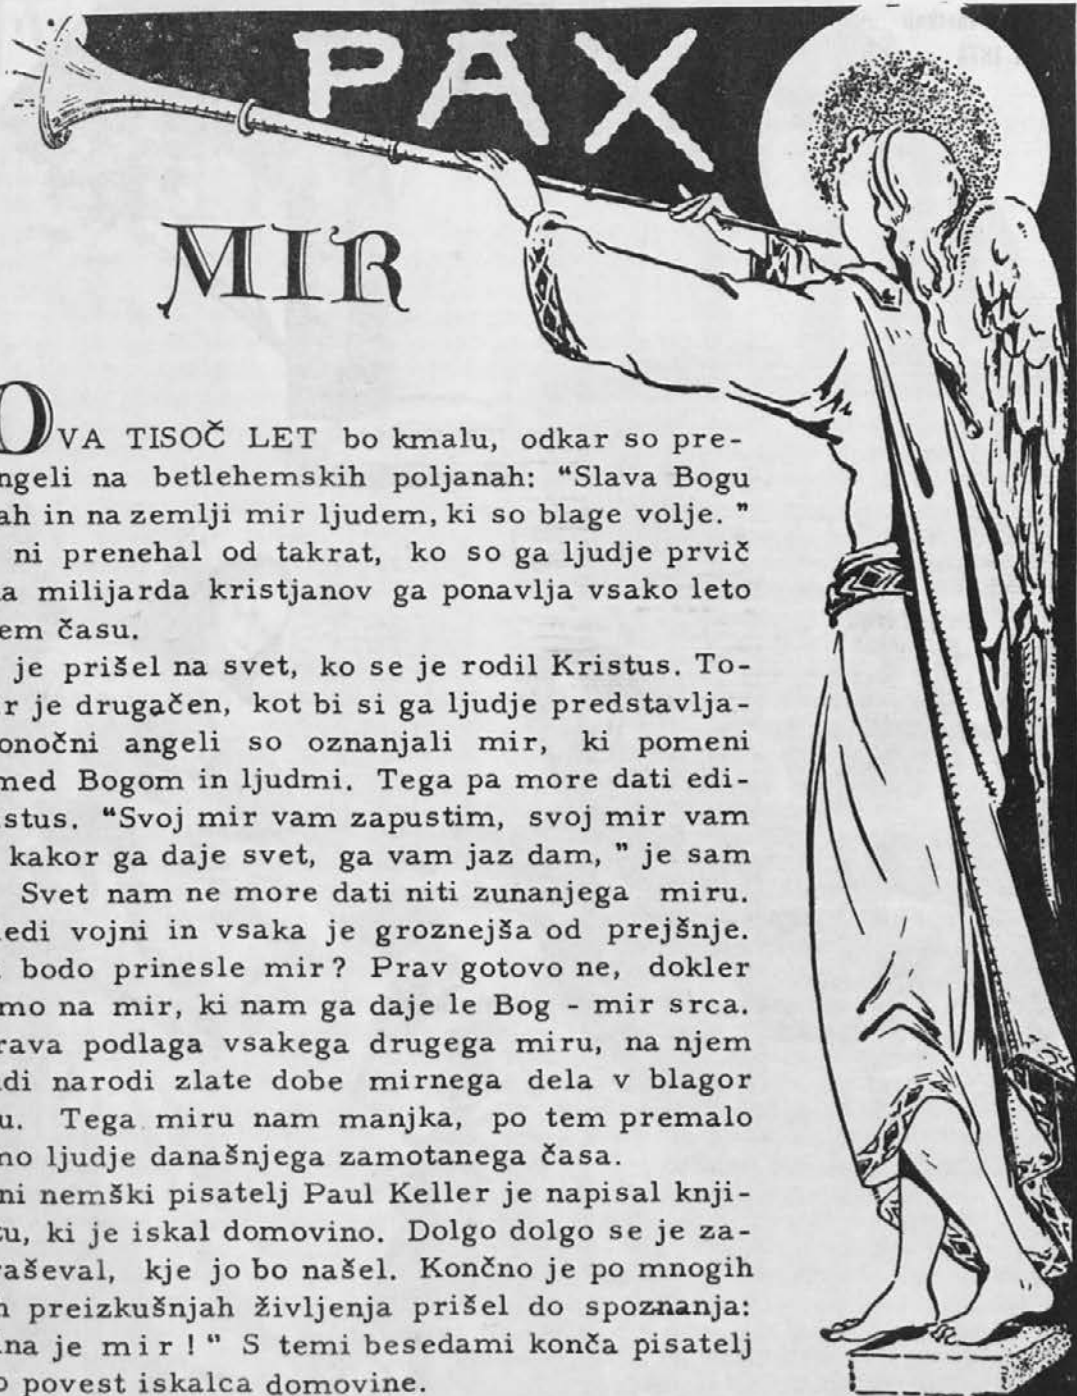 PAX
MIR
DVA TISOČ LET bo kmalu, odkar so pre-
ngeli na betlehemskih poljanah: “Slava Bogu
ah in na zemlji mir ljudem, ki so blage volje. ”
ni prenehal od takrat, ko so ga ljudje prvič
a milijarda kristjanov ga ponavlja vsako leto
em času.
je prišel na svet, ko se je rodil Kristus. To-
r je drugačen, kot bi si ga ljudje predstavlja-
onočni angeli so oznanjali mir, ki pomeni
med Bogom in ljudmi. Tega pa more dati edi-
stus. “Svoj mir vam zapustim, svoj mir vam
kakor ga daje svet, ga vam jaz dam, ” je sam
Svet nam ne more dati niti zunanjega miru.
edi vojni in vsaka je groznejša od prejšnje.
bodo prinesle mir? Prav gotovo ne, dokler
mo na mir, ki nam ga daje le Bog - mir srca.
rava podlaga vsakega drugega miru, na njem
di narodi zlate dobe mirnega dela v blagor
u. Tega miru nam manjka, po tem premalo
mo ljudje današnjega zamotanega časa.
ni nemški pisatelj Paul Keller je napisal knji-
u, ki je iskal domovino. Dolgo dolgo se je za-
raševal, kje jo bo našel. Končno je po mnogih
h preizkušnjah življenja prišel do spoznanja:
na je mir ! “ S temi besedami konča pisatelj
o povest iskalca domovine.